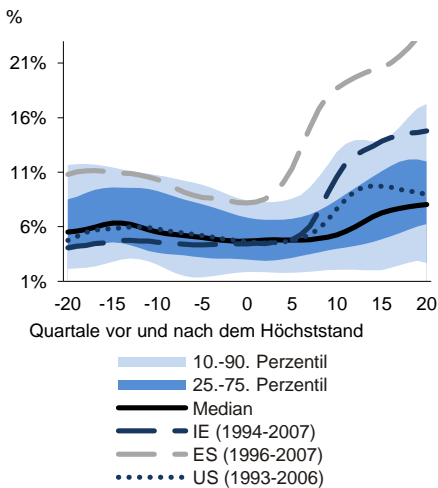 %
21%
16%
11%
6%
1%
-20 -15 -10 -5 0 5 10 15 20
Quartale vor und nach dem Höchststand
10.-90. Perzentil
25.-75. Perzentil
Median
IE (1994-2007)
ES (1996-2007)
US (1993-2006)